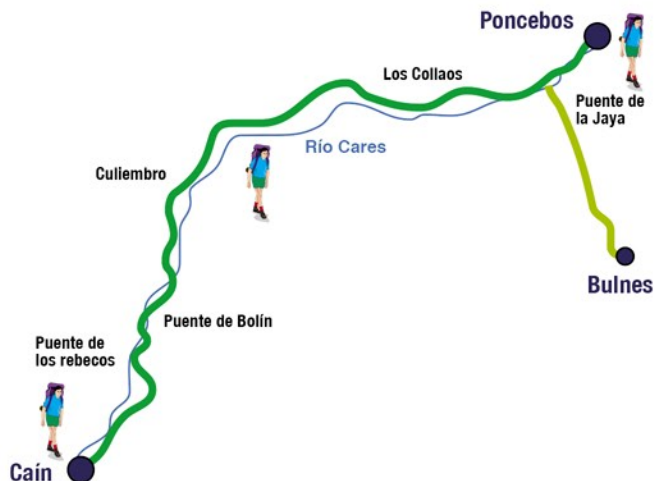 Poncebos
Los Collaos
Puente de
la Jaya
Río Cares
Culiembro
Bulnes
Puente de Bolín
Puente de
los rebecos
Caín